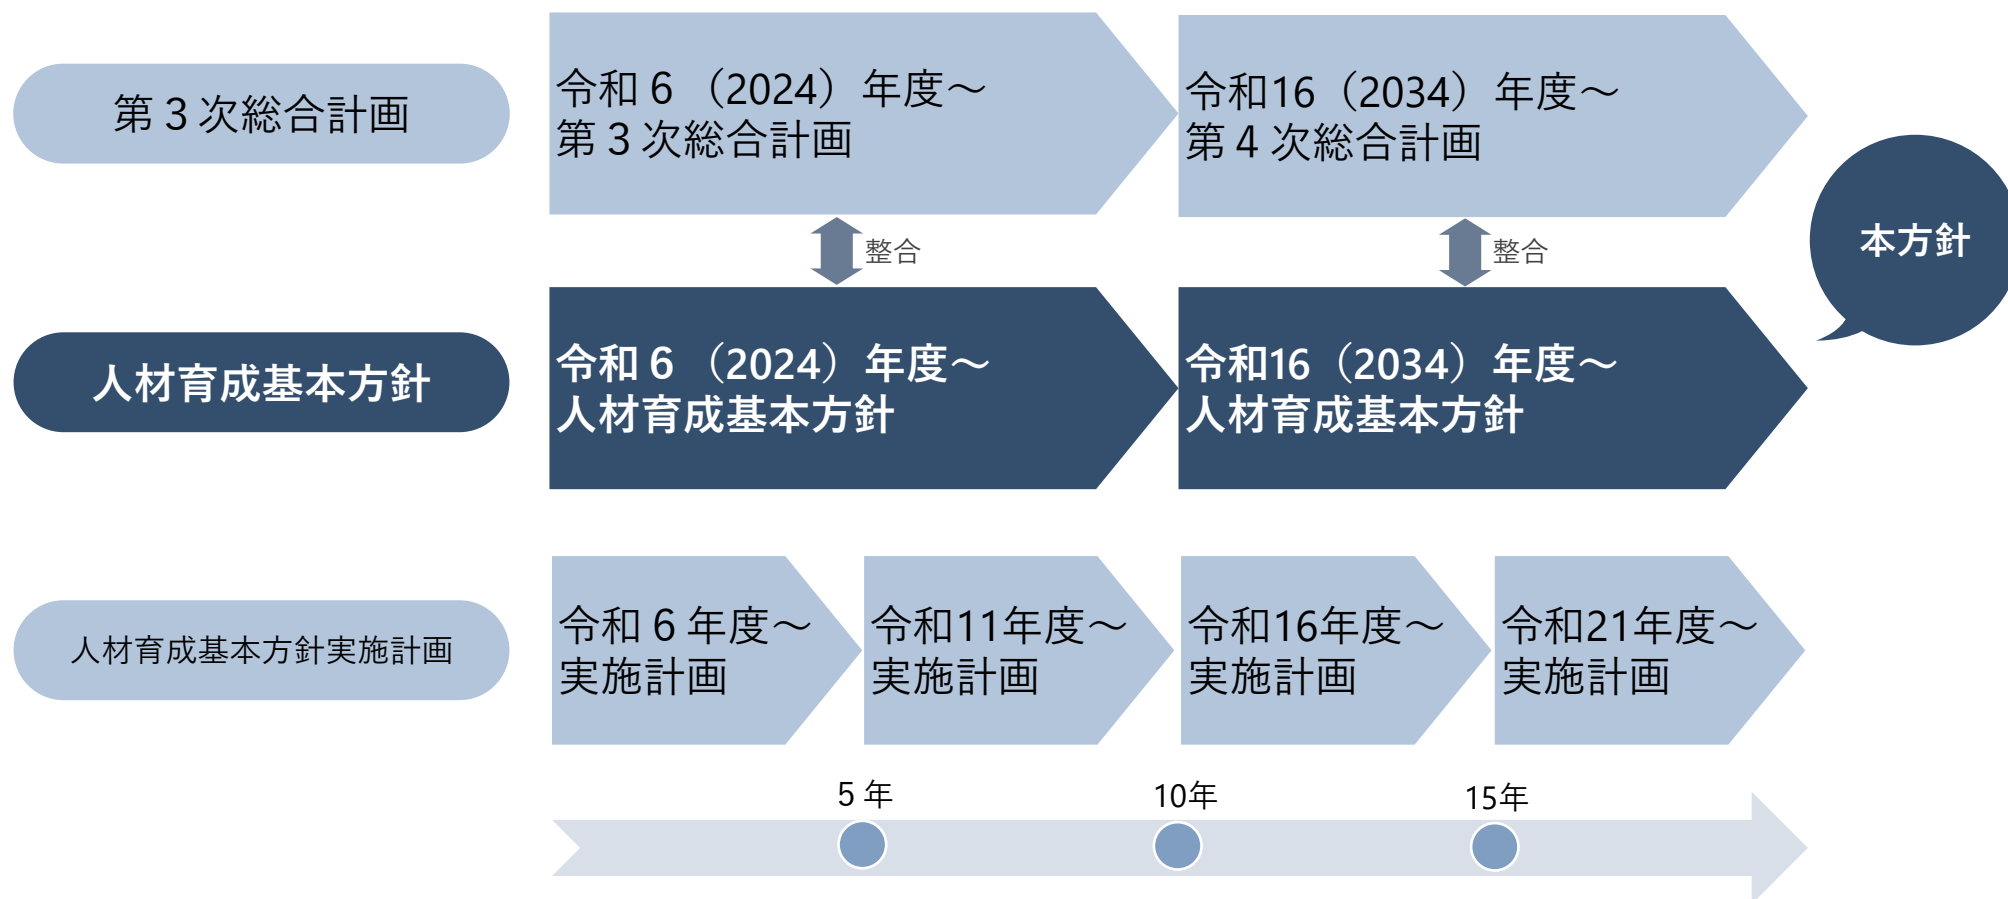 第３次総合計画
令和６（2024）年度～
第３次総合計画
令和16（2034）年度～
第４次総合計画
整合
整合
本方針
人材育成基本方針
令和６（2024）年度～
人材育成基本方針
令和16（2034）年度～
人材育成基本方針
人材育成基本方針実施計画
令和６年度～
実施計画
令和11年度～
実施計画
令和16年度～
実施計画
令和21年度～
実施計画
５年
10年
15年